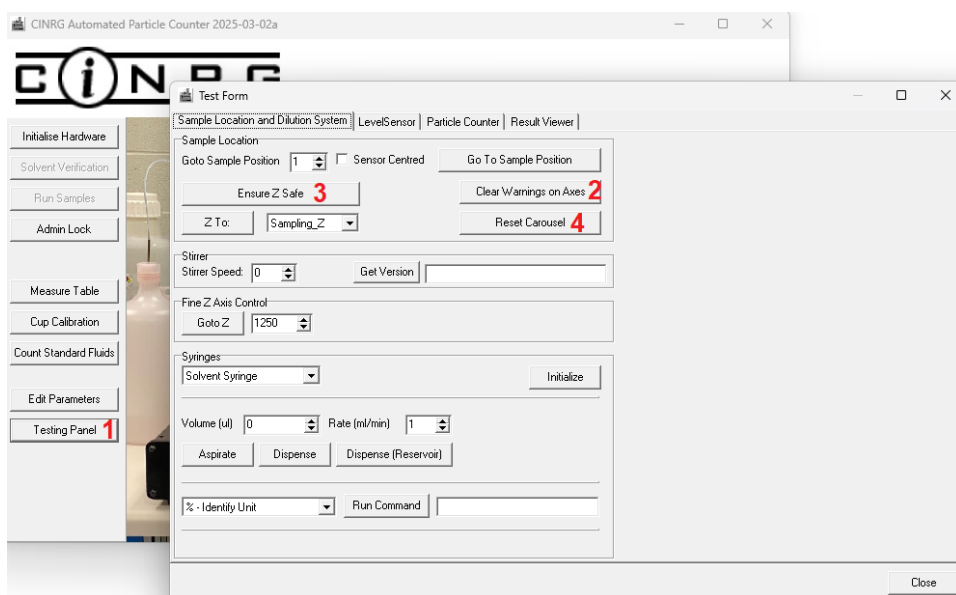 CINRG Automated Particle Counter 2025-03-02a
CINRG
Test Form
Sample Location and Dilution System LevelSensor Particle Counter Result Viewer
Initialise Hardware
Solvent Verification
Run Samples
Admin Lock
Measure Table
Cup Calibration
Count Standard Fluids
Edit Parameters
Testing Panel 1
Sample Location
Goto Sample Position 1 Sensor Centred Go To Sample Position
Ensure Z Safe 3 Clear Warnings on Axes 2
Z To: Sampling_Z Reset Carousel 4
Stirrer
Stirrer Speed: 0 Get Version
Fine Z Axis Control
Goto Z 1250
Syringes
Solvent Syringe Initialize
Volume (ul) 0 Rate (ml/min) 1
Aspirate Dispense Dispense (Reservoir)
% - Identify Unit Run Command
Close